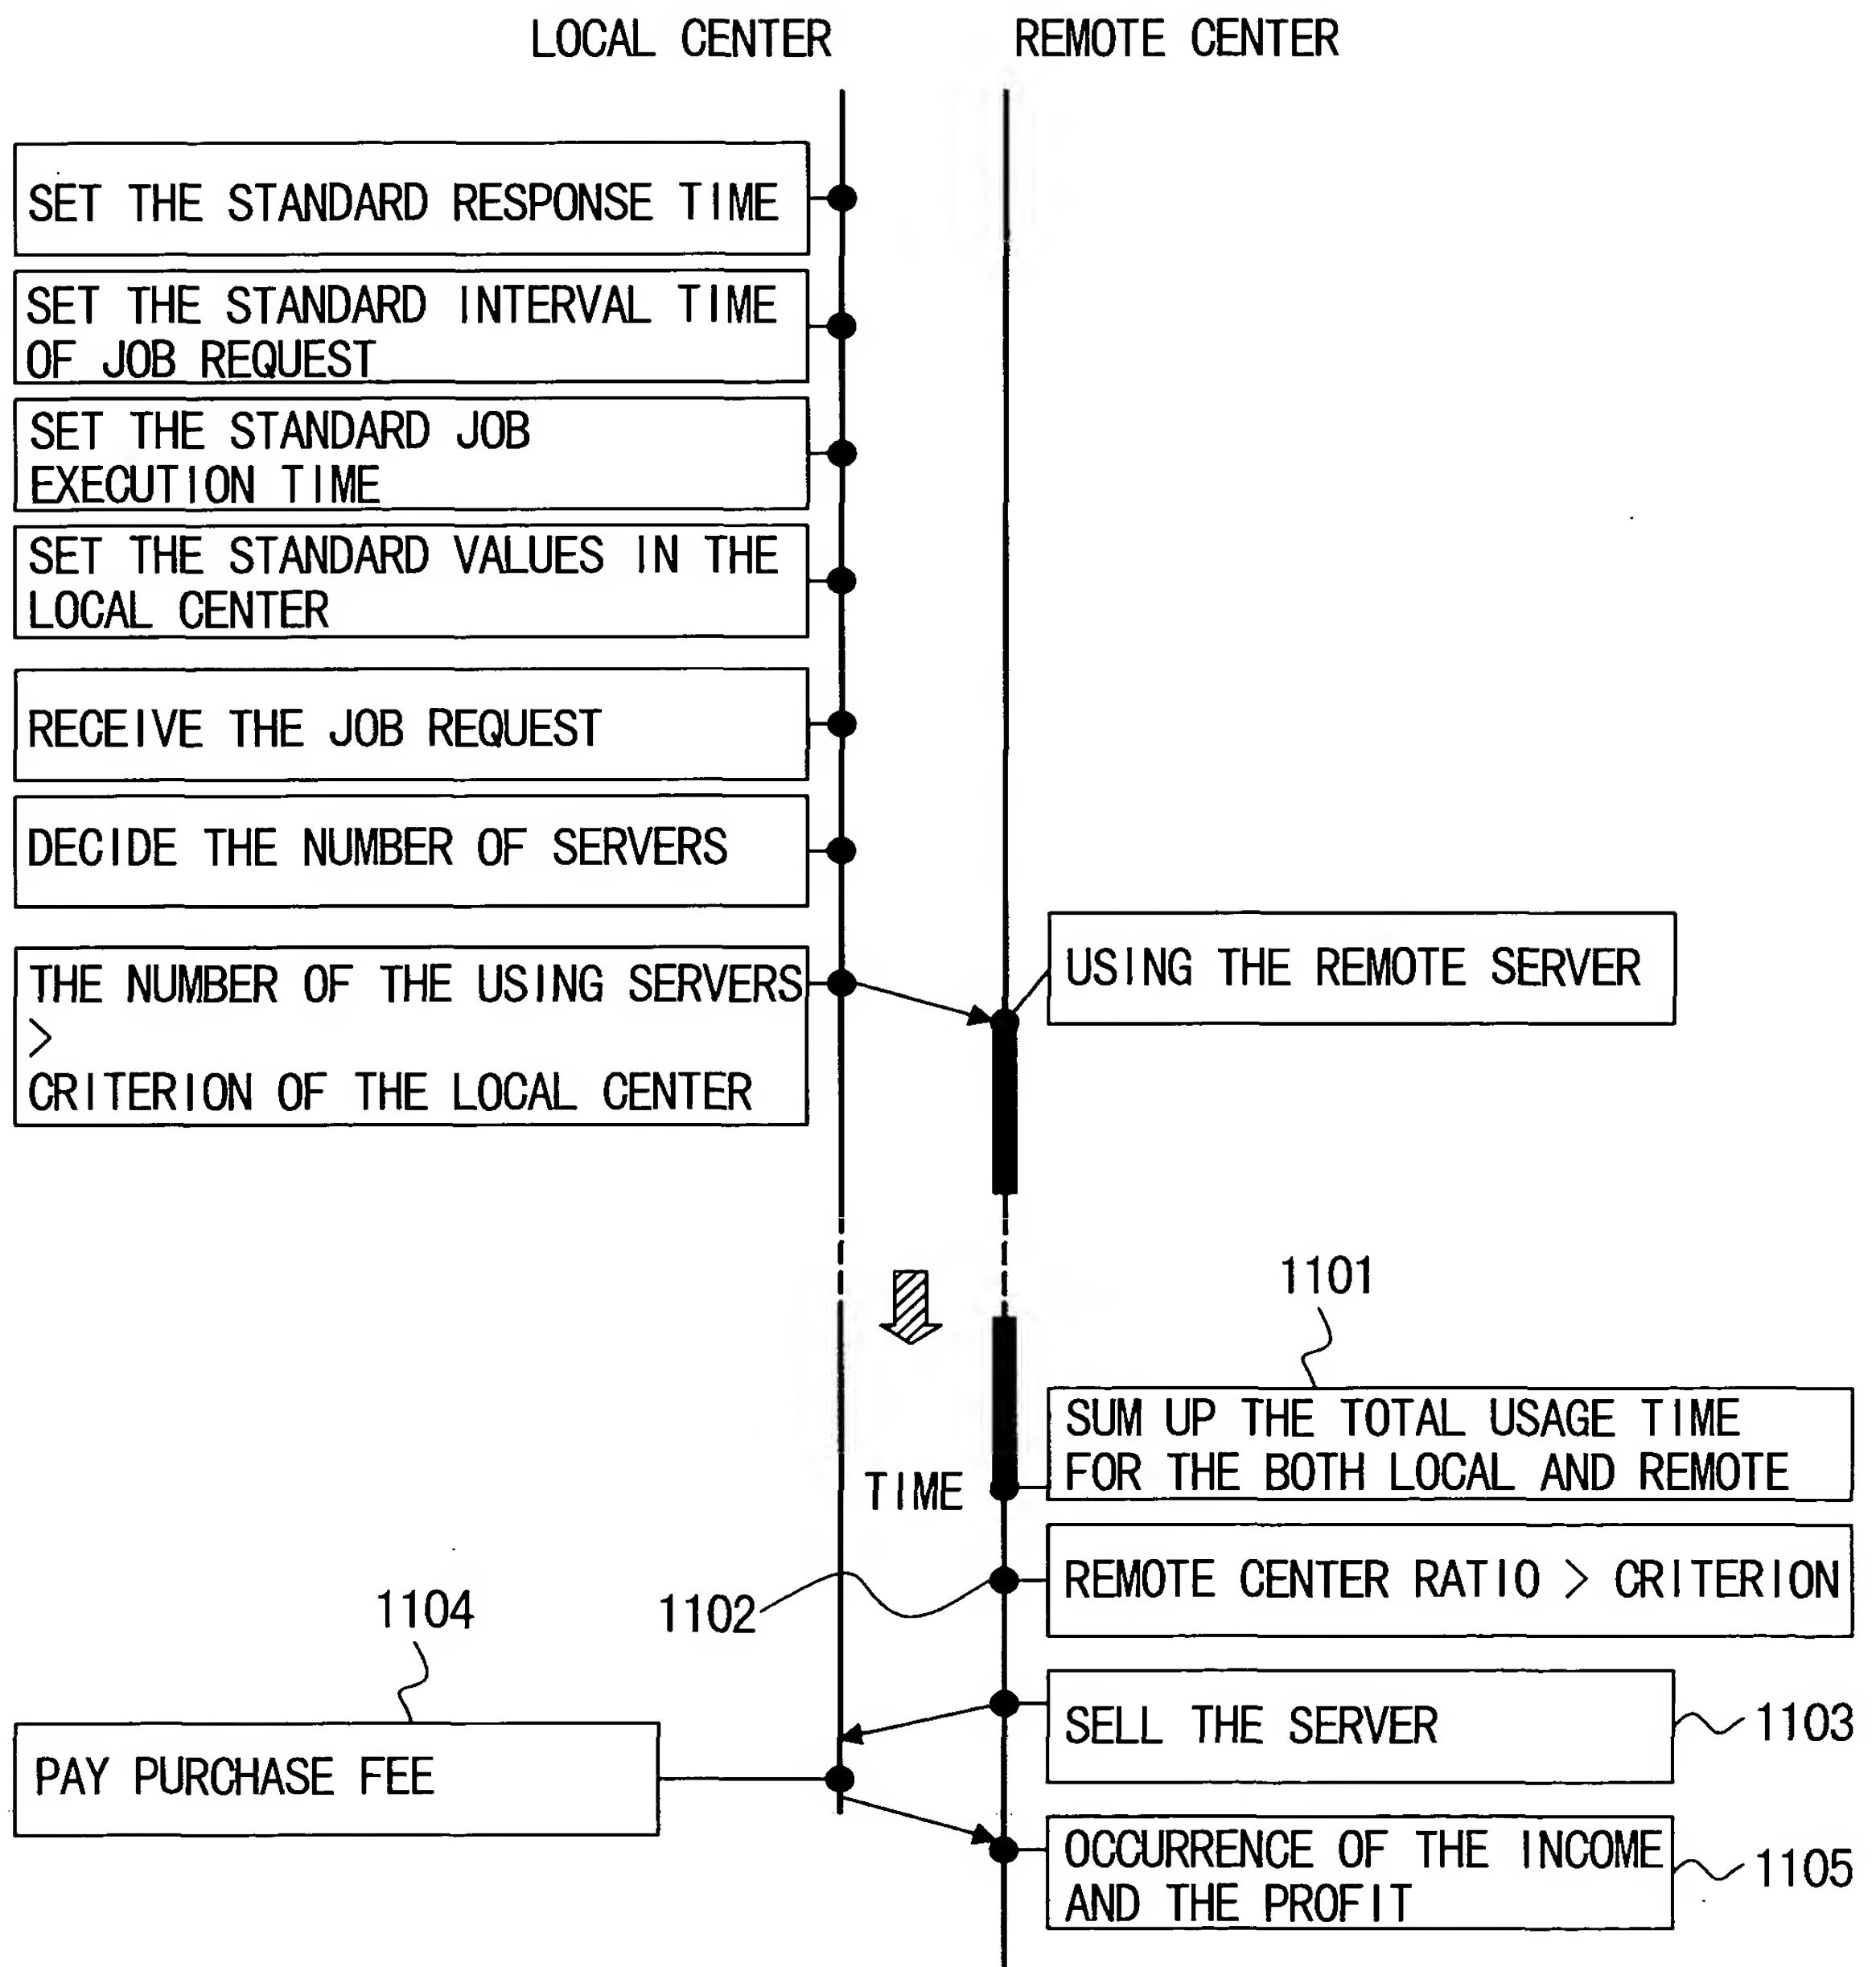 LOCAL CENTER
REMOTE CENTER
SET THE STANDARD RESPONSE TIME
SET THE STANDARD INTERVAL TIME
OF JOB REQUEST
SET THE STANDARD JOB
EXECUTION TIME
SET THE STANDARD VALUES IN THE
LOCAL CENTER
RECEIVE THE JOB REQUEST
DECIDE THE NUMBER OF SERVERS
THE NUMBER OF THE USING SERVERS
>
CRITERION OF THE LOCAL CENTER
USING THE REMOTE SERVER
1101
SUM UP THE TOTAL USAGE TIME
FOR THE BOTH LOCAL AND REMOTE
TIME
1102
REMOTE CENTER RATIO > CRITERION
1104
SELL THE SERVER
1103
PAY PURCHASE FEE
OCCURRENCE OF THE INCOME
AND THE PROFIT
1105